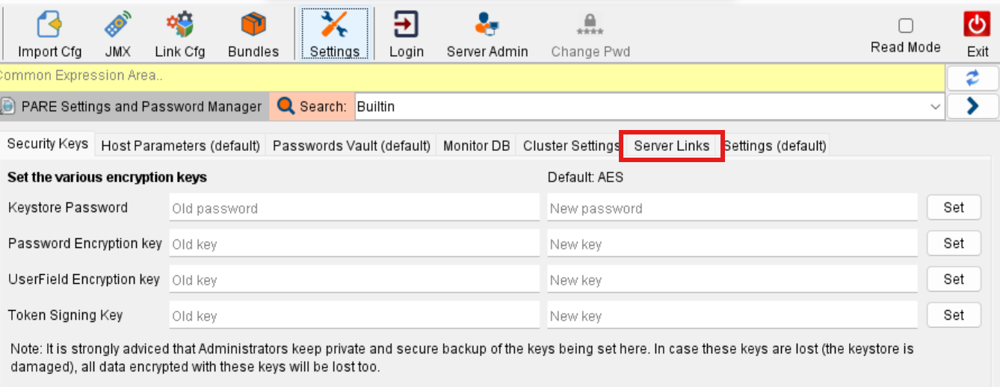 Import Cfg JMX Link Cfg Bundles Settings Login Server Admin Change Pwd Read Mode Exit
Common Expression Area..
PARE Settings and Password Manager Search: Builtin
Security Keys Host Parameters (default) Passwords Vault (default) Monitor DB Cluster Settings Server Links Settings (default)
Set the various encryption keys Default: AES
Keystore Password Old password New password Set
Password Encryption key Old key New key Set
UserField Encryption key Old key New key Set
Token Signing Key Old key New key Set
Note: It is strongly adviced that Administrators keep private and secure backup of the keys being set here. In case these keys are lost (the keystore is
damaged), all data encrypted with these keys will be lost too.